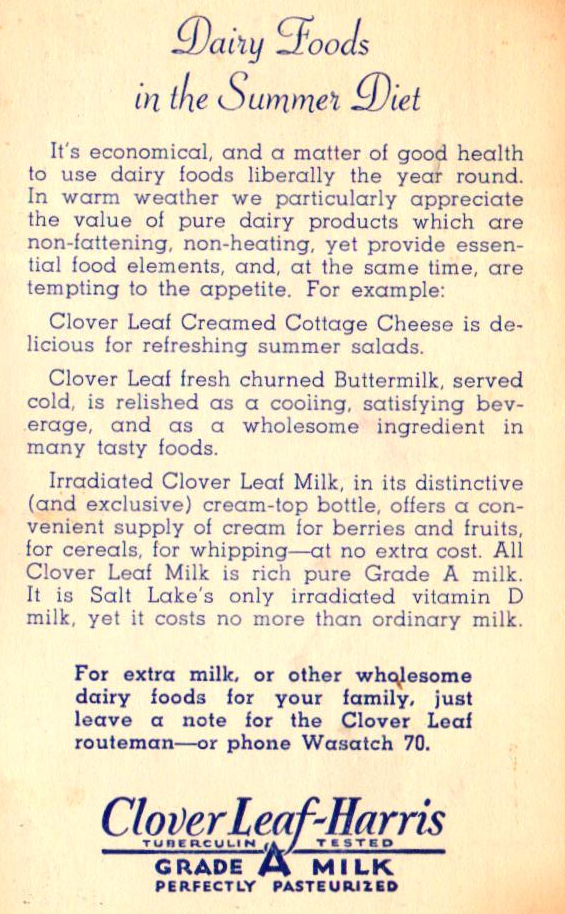 Dairy Foods
in the Summer Diet
It's economical, and a matter of good health
to use dairy foods liberally the year round.
In warm weather we particularly appreciate
the value of pure dairy products which are
non-fattening, non-heating, yet provide essen-
tial food elements, and, at the same time, are
tempting to the appetite. For example:
Clover Leaf Creamed Cottage Cheese is de-
licious for refreshing summer salads.
Clover Leaf fresh churned Buttermilk, served
cold, is relished as a cooling, satisfying bev-
erage, and as a wholesome ingredient in
many tasty foods.
Irradiated Clover Leaf Milk, in its distinctive
(and exclusive) cream-top bottle, offers a con-
venient supply of cream for berries and fruits,
for cereals, for whipping—at no extra cost. All
Clover Leaf Milk is rich pure Grade A milk.
It is Salt Lake's only irradiated vitamin D
milk, yet it costs no more than ordinary milk.
For extra milk, or other wholesome
dairy foods for your family, just
leave a note for the Clover Leaf
routeman—or phone Wasatch 70.
Clover Leaf-Harris
TUBERCULIN TESTED
GRADE A MILK
PERFECTLY PASTEURIZED